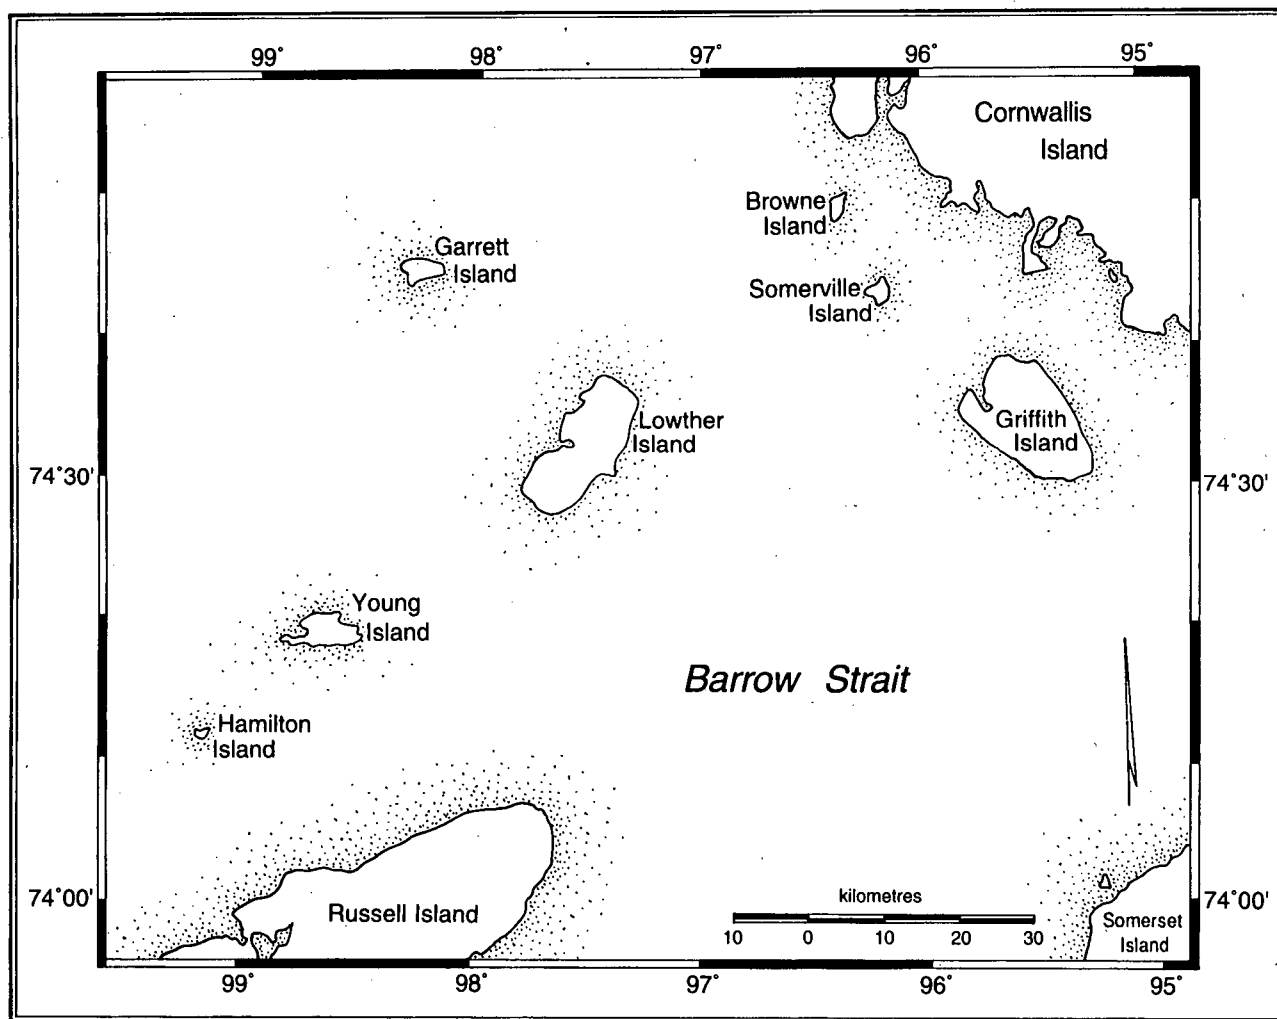 99°
98°
97°
96°
95°
Cornwallis
Island
Browne
Island
Garrett
Island
Somerville
Island
Lowther
Island
Griffith
Island
74°30'
74°30'
Young
Island
Barrow Strait
Hamilton
Island
kilometres
10 0 10 20 30
74°00'
74°00'
Russell Island
Somerset
Island
99°
98°
97°
96°
95°